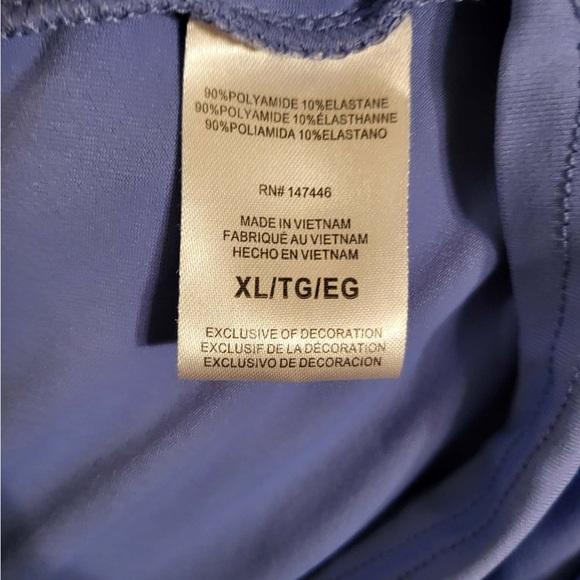 90%POLYAMIDE 10%ELASTANE
90%POLYAMIDE 10%ÉLASTHANNE
90%POLIAMIDA 10%ELASTANO
RN# 147446
MADE IN VIETNAM
FABRIQUÉ AU VIETNAM
HECHO EN VIETNAM
XL/TG/EG
EXCLUSIVE OF DECORATION
EXCLUSIF DE LA DÉCORATION
EXCLUSIVO DE DECORACION